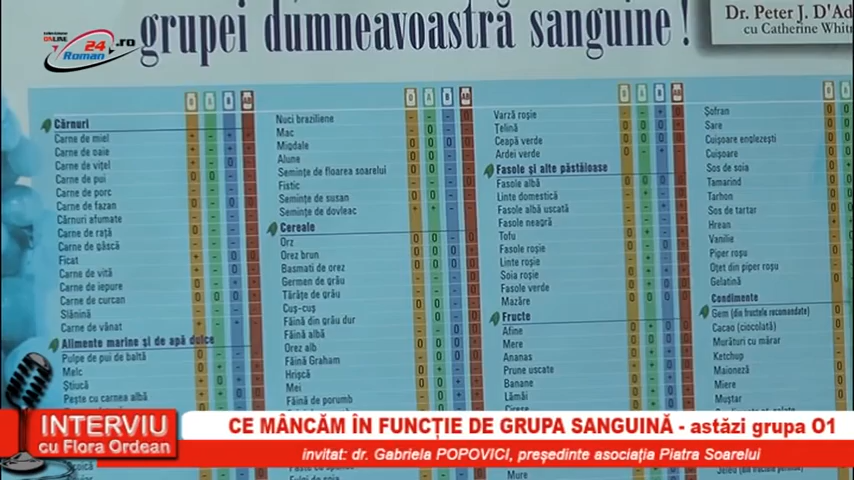 grupei dumneavoastră sanguine!
Dr. Peter J. D'Ad
cu Catherine Whitn
ONLINE
24.ro
Roman
0 A B AB
Cărnuri
Carne de miel
Carne de oaie
Carne de vițel
Carne de pui
Carne de porc
Carne de fazan
Cărnuri afumate
Carne de rață
Carne de gâscă
Ficat
Carne de vită
Carne de iepure
Carne de curcan
Slănină
Carne de vânat
Alimente marine și de apă dulce
Pulpe de pui de baltă
Melc
Știucă
Pește cu carnea albă
0 A B AB
Nuci braziliene
Mac
Migdale
Alune
Semințe de floarea soarelui
Fistic
Semințe de susan
Semințe de dovleac
Cereale
Orz
Orez brun
Basmati de orez
Germen de grâu
Tărâțe de grâu
Cuș-cuș
Făină din grâu dur
Făină albă
Orez alb
Făină Graham
Hrișcă
Mei
Făină de porumb
0 A B AB
Varză roșie
Țelină
Ceapă verde
Ardei verde
Fasole și alte păstăioase
Fasole albă
Linte domestică
Fasole albă uscată
Fasole neagră
Tofu
Fasole roșie
Linte roșie
Soia roșie
Fasole verde
Mazăre
Fructe
Afine
Mere
Ananas
Prune uscate
Banane
Lămâi
Cireșe
Mure
0 A
Șofran
Sare
Cuișoare englezești
Cuișoare
Sos de soia
Tamarind
Tarhon
Sos de tartar
Hrean
Vanilie
Piper roșu
Oțet din piper roșu
Gelatină
Condimente
Gem (din fructele recomandate)
Cacao (ciocolată)
Murături cu mărar
Ketchup
Maioneză
Miere
Muștar
INTERVIU
cu Flora Ordean
CE MÂNCĂM ÎN FUNCȚIE DE GRUPA SANGUINĂ - astăzi grupa O1
invitat: dr. Gabriela POPOVICI, președinte asociația Piatra Soarelui